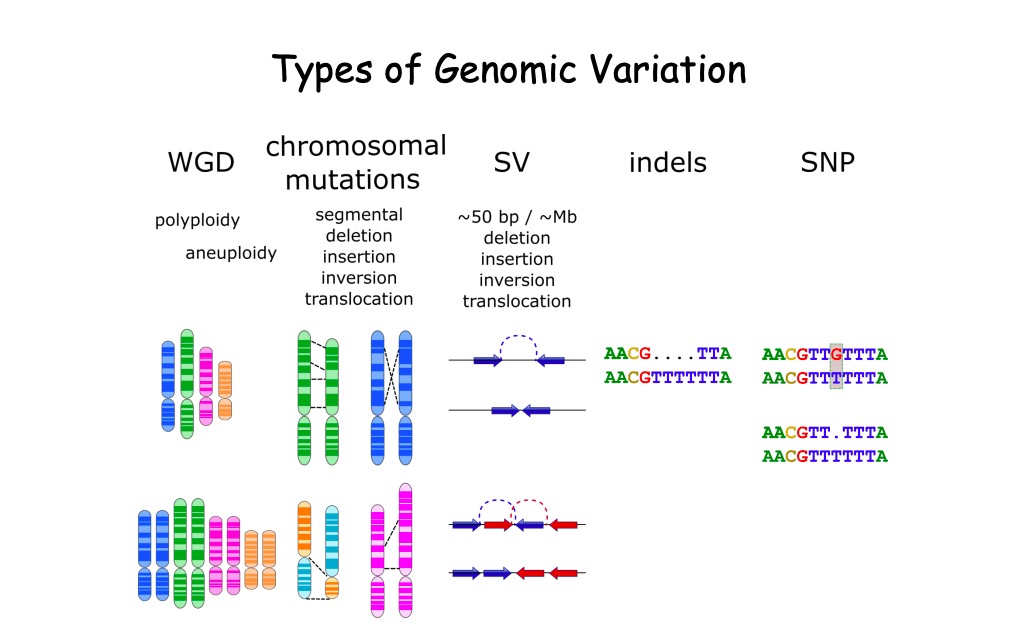 Types of Genomic Variation
WGD
polyploidy
aneuploidy
chromosomal
mutations
segmental
deletion
insertion
inversion
translocation
SV
~50 bp / ~Mb
deletion
insertion
inversion
translocation
indels
AACG....TTA
AACGTTTTTTA
SNP
AACGTTGTTTA
AACGTTTTTTA
AACGTT.TTTA
AACGTTTTTTA